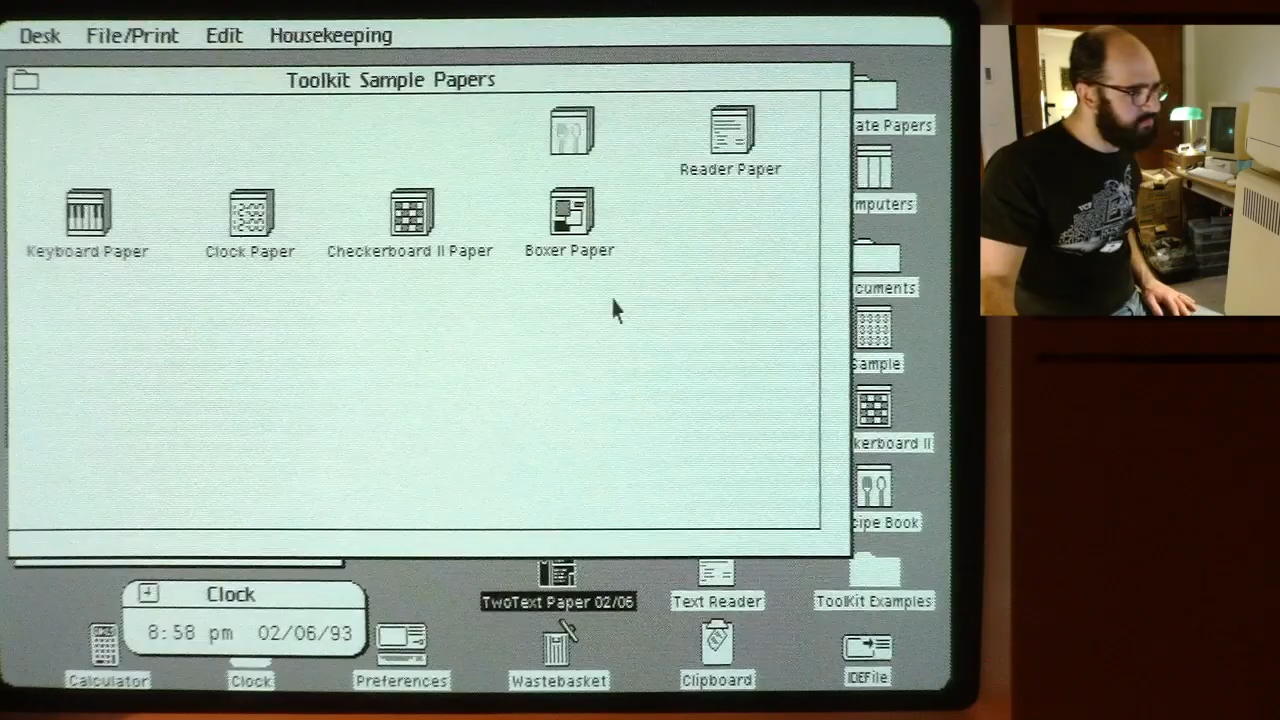 Desk File/Print Edit Housekeeping
Toolkit Sample Papers
ate Papers
Reader Paper
mputers
Keyboard Paper Clock Paper Checkerboard II Paper Boxer Paper
cuments
Sample
kerboard II
cipe Book
Clock
TwoText Paper 02/06 Text Reader ToolKit Examples
8:58 pm 02/06/93
Calculator Clock Preferences Wastebasket Clipboard IDEFile